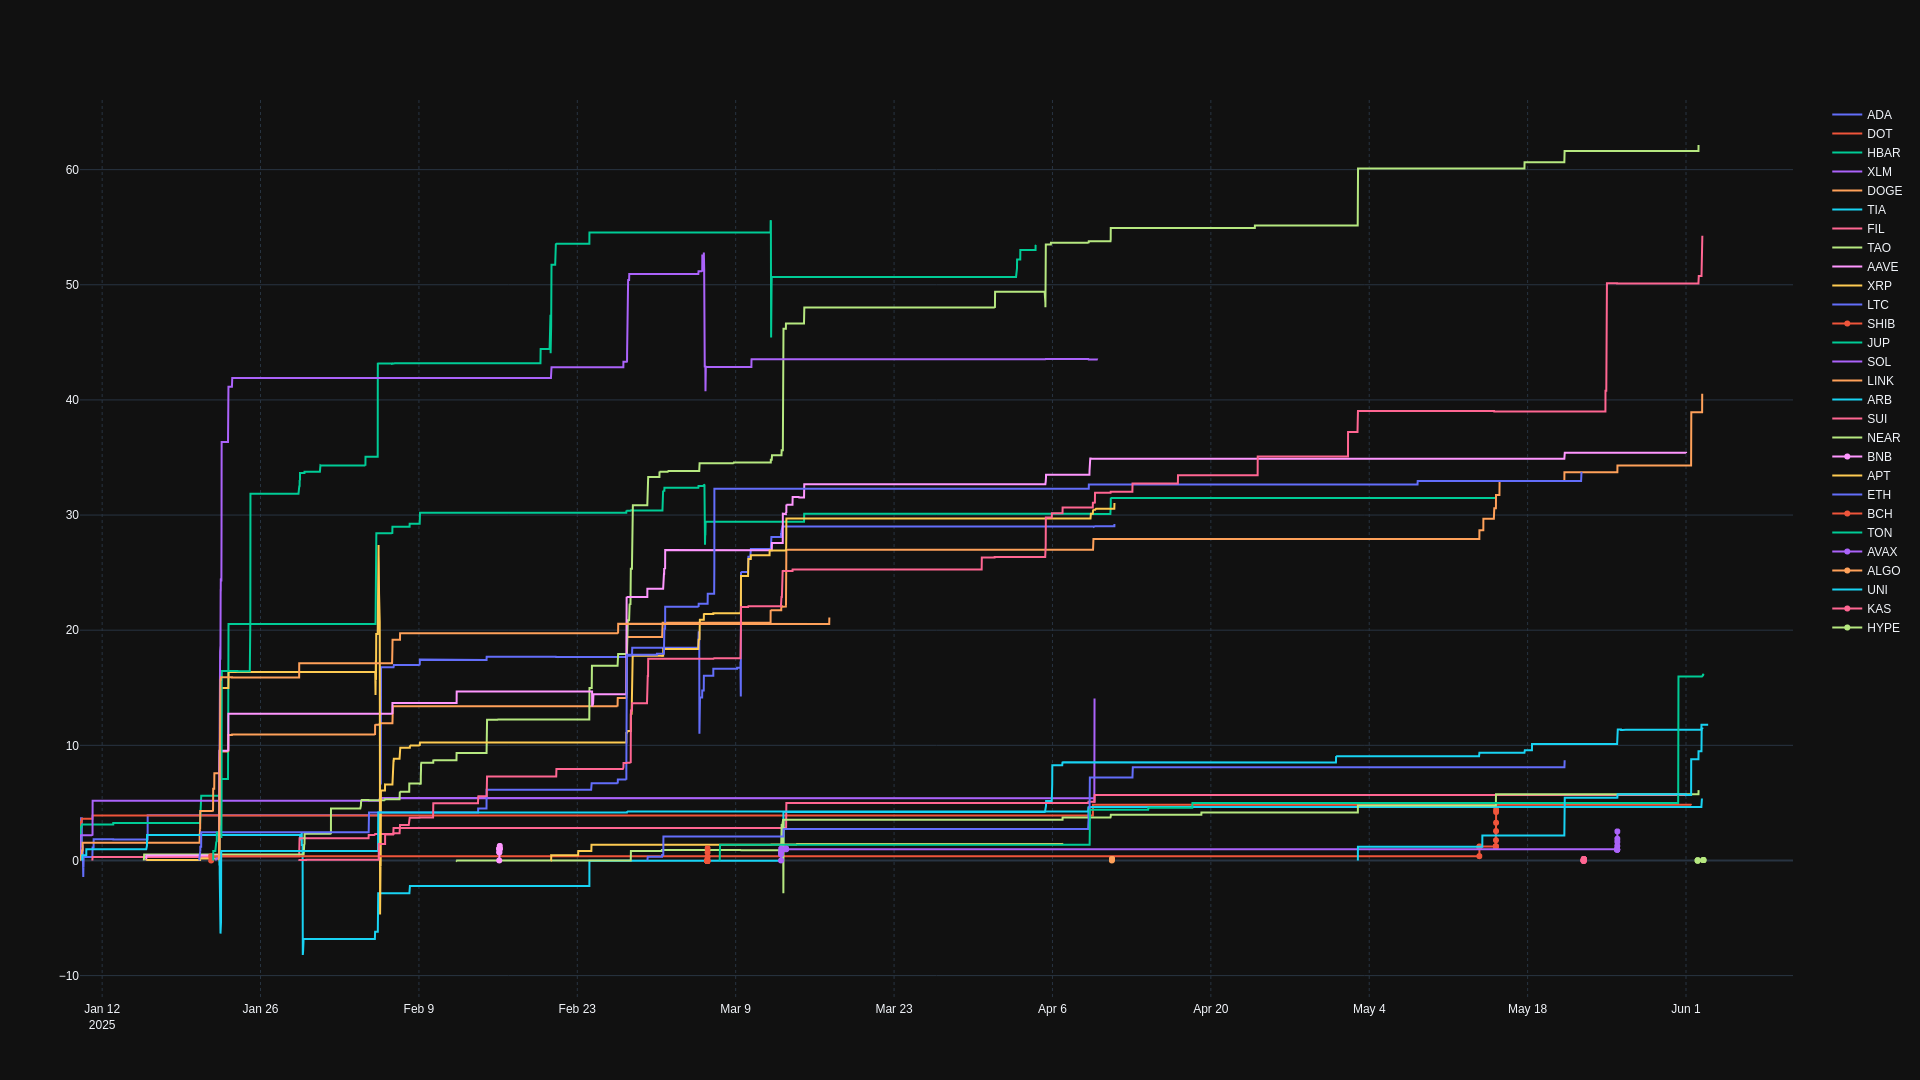 60
50
40
30
20
10
0
−10
Jan 12
2025
Jan 26
Feb 9
Feb 23
Mar 9
Mar 23
Apr 6
Apr 20
May 4
May 18
Jun 1
ADA
DOT
HBAR
XLM
DOGE
TIA
FIL
TAO
AAVE
XRP
LTC
SHIB
JUP
SOL
LINK
ARB
SUI
NEAR
BNB
APT
ETH
BCH
TON
AVAX
ALGO
UNI
KAS
HYPE